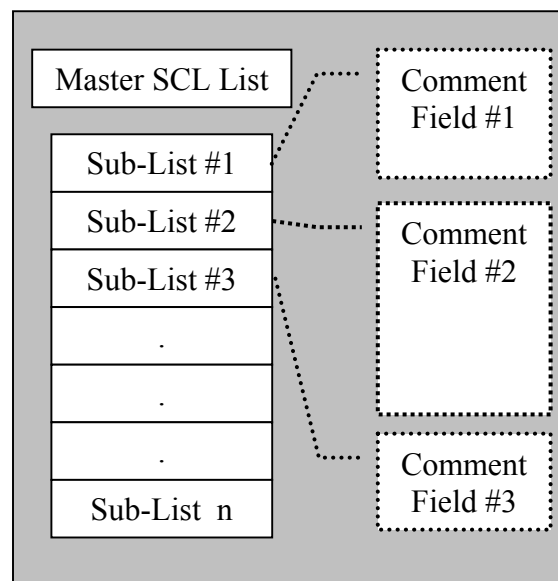 Master SCL List
Sub-List #1
Sub-List #2
Sub-List #3
.
.
.
Sub-List n
Comment
Field #1
Comment
Field #2
Comment
Field #3